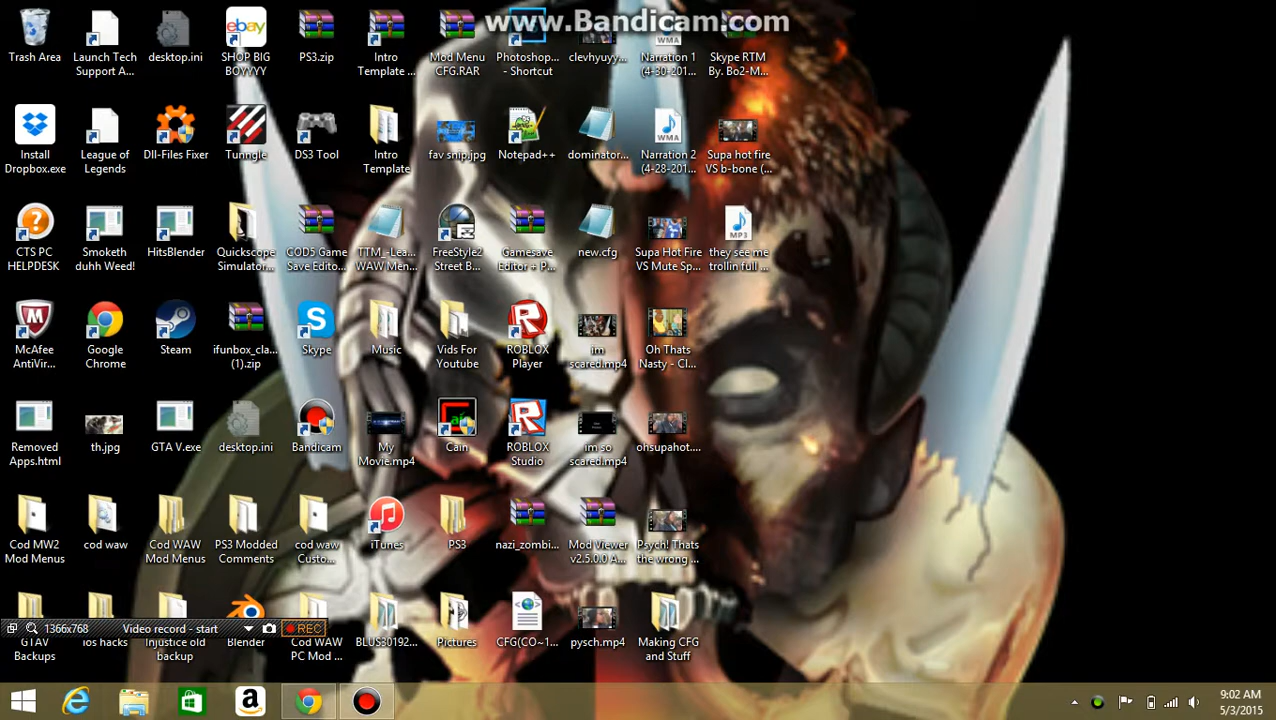 www.Bandicam.com
Trash Area
Launch Tech
Support A...
desktop.ini
SHOP BIG
BOYYYY
PS3.zip
Intro
Template ...
Mod Menu
CFG.RAR
Photoshop...
- Shortcut
clevhyuyy...
Narration 1
(4-30-201...
Skype RTM
By. Bo2-M...
Install
Dropbox.exe
League of
Legends
Dll-Files Fixer
Tunngle
DS3 Tool
Intro
Template
fav snip.jpg
Notepad++
dominator...
Narration 2
(4-28-201...
Supa hot fire
VS b-bone (...
CTS PC
HELPDESK
Smoketh
duhh Weed!
HitsBlender
Quickscope
Simulator...
COD5 Game
Save Edito...
TTM_-Lea...
WAW Men...
FreeStyle2
Street B...
Gamesave
Editor + P...
new.cfg
Supa Hot Fire
VS Mute Sp...
they see me
trollin full ...
McAfee
AntiVir...
Google
Chrome
Steam
ifunbox_cla...
(1).zip
Skype
Music
Vids For
Youtube
ROBLOX
Player
im
scared.mp4
Oh Thats
Nasty - Cl...
Removed
Apps.html
th.jpg
GTA V.exe
desktop.ini
Bandicam
My
Movie.mp4
Cain
ROBLOX
Studio
im so
scared.mp4
ohsupahot....
Cod MW2
Mod Menus
cod waw
Cod WAW
Mod Menus
PS3 Modded
Comments
cod waw
Custo...
iTunes
PS3
nazi_zombi...
Mod Viewer
v2.5.0.0 A...
Psych! Thats
the wrong ...
1366x768
Video record - start
REC
Backups
ios hacks
Injustice old
backup
Blender
Cod WAW
PC Mod ...
BLUS30192...
Pictures
CFG(CO~1...
pysch.mp4
Making CFG
and Stuff
9:02 AM
5/3/2015